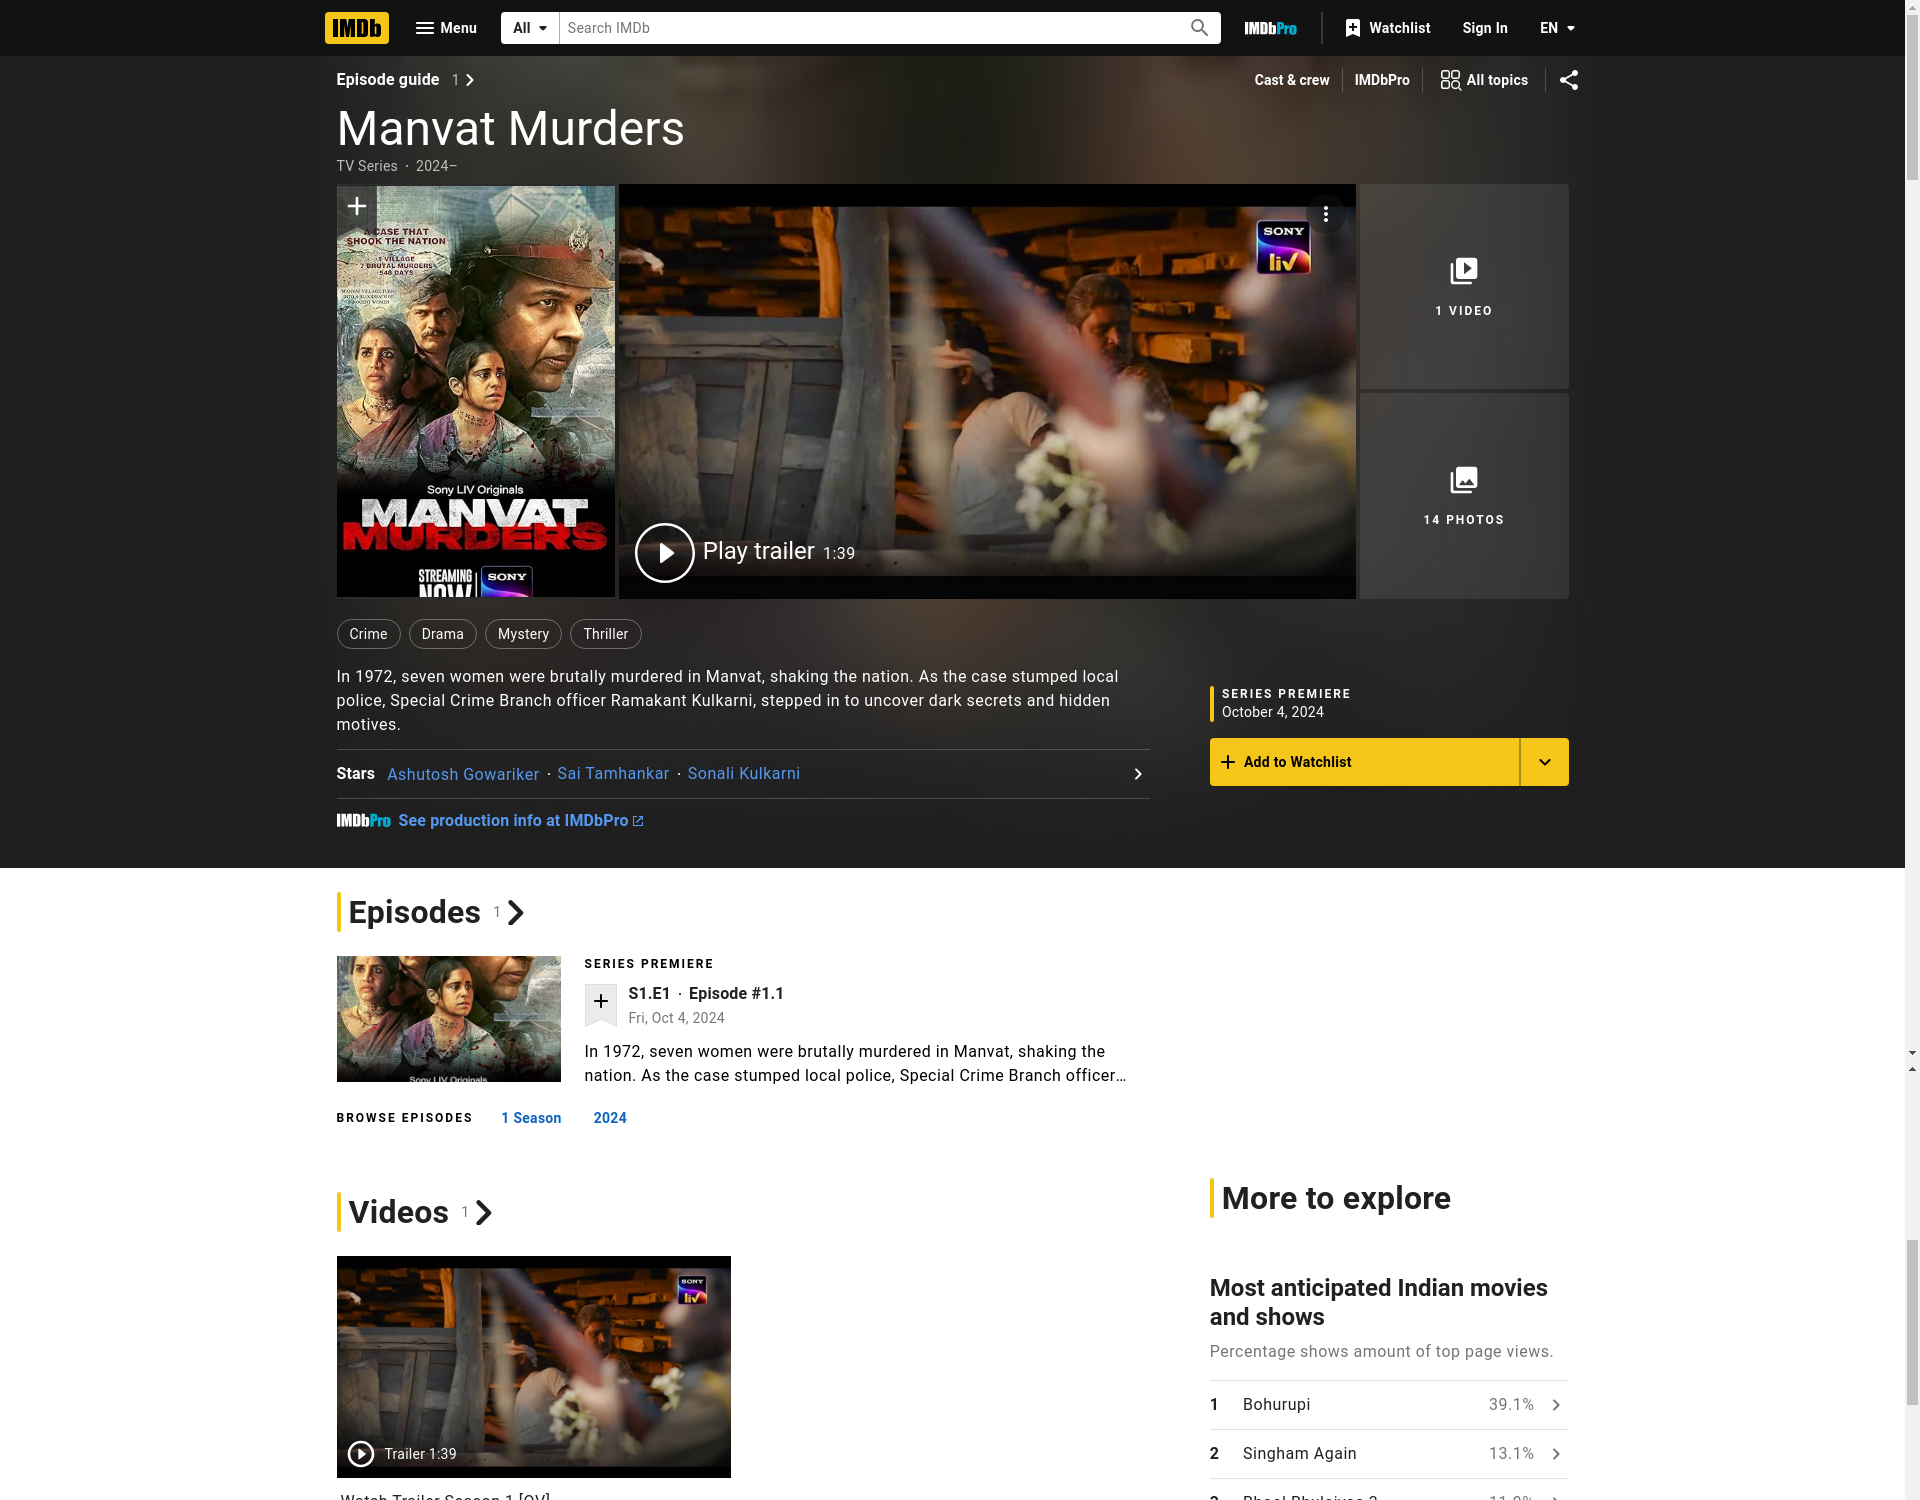 IMDb
Menu
All
Search IMDb
IMDbPro
Watchlist
Sign In
EN
Episode guide 1
Cast & crew
IMDbPro
All topics
Manvat Murders
TV Series · 2024–
A CASE THAT
SHOOK THE NATION
1 VILLAGE
7 BRUTAL MURDERS
548 DAYS
Sony LIV Originals
MANVAT
MURDERS
STREAMING
NOW
SONY
SONY
liv
Play trailer 1:39
1 VIDEO
14 PHOTOS
Crime
Drama
Mystery
Thriller
In 1972, seven women were brutally murdered in Manvat, shaking the nation. As the case stumped local
police, Special Crime Branch officer Ramakant Kulkarni, stepped in to uncover dark secrets and hidden
motives.
SERIES PREMIERE
October 4, 2024
Add to Watchlist
Stars Ashutosh Gowariker · Sai Tamhankar · Sonali Kulkarni
IMDbPro See production info at IMDbPro
Episodes 1
Sony LIV Originals
SERIES PREMIERE
S1.E1 · Episode #1.1
Fri, Oct 4, 2024
In 1972, seven women were brutally murdered in Manvat, shaking the
nation. As the case stumped local police, Special Crime Branch officer…
BROWSE EPISODES 1 Season 2024
Videos 1
SONY
liv
Trailer 1:39
Watch Trailer Season 1 [OV]
More to explore
Most anticipated Indian movies
and shows
Percentage shows amount of top page views.
1 Bohurupi 39.1%
2 Singham Again 13.1%